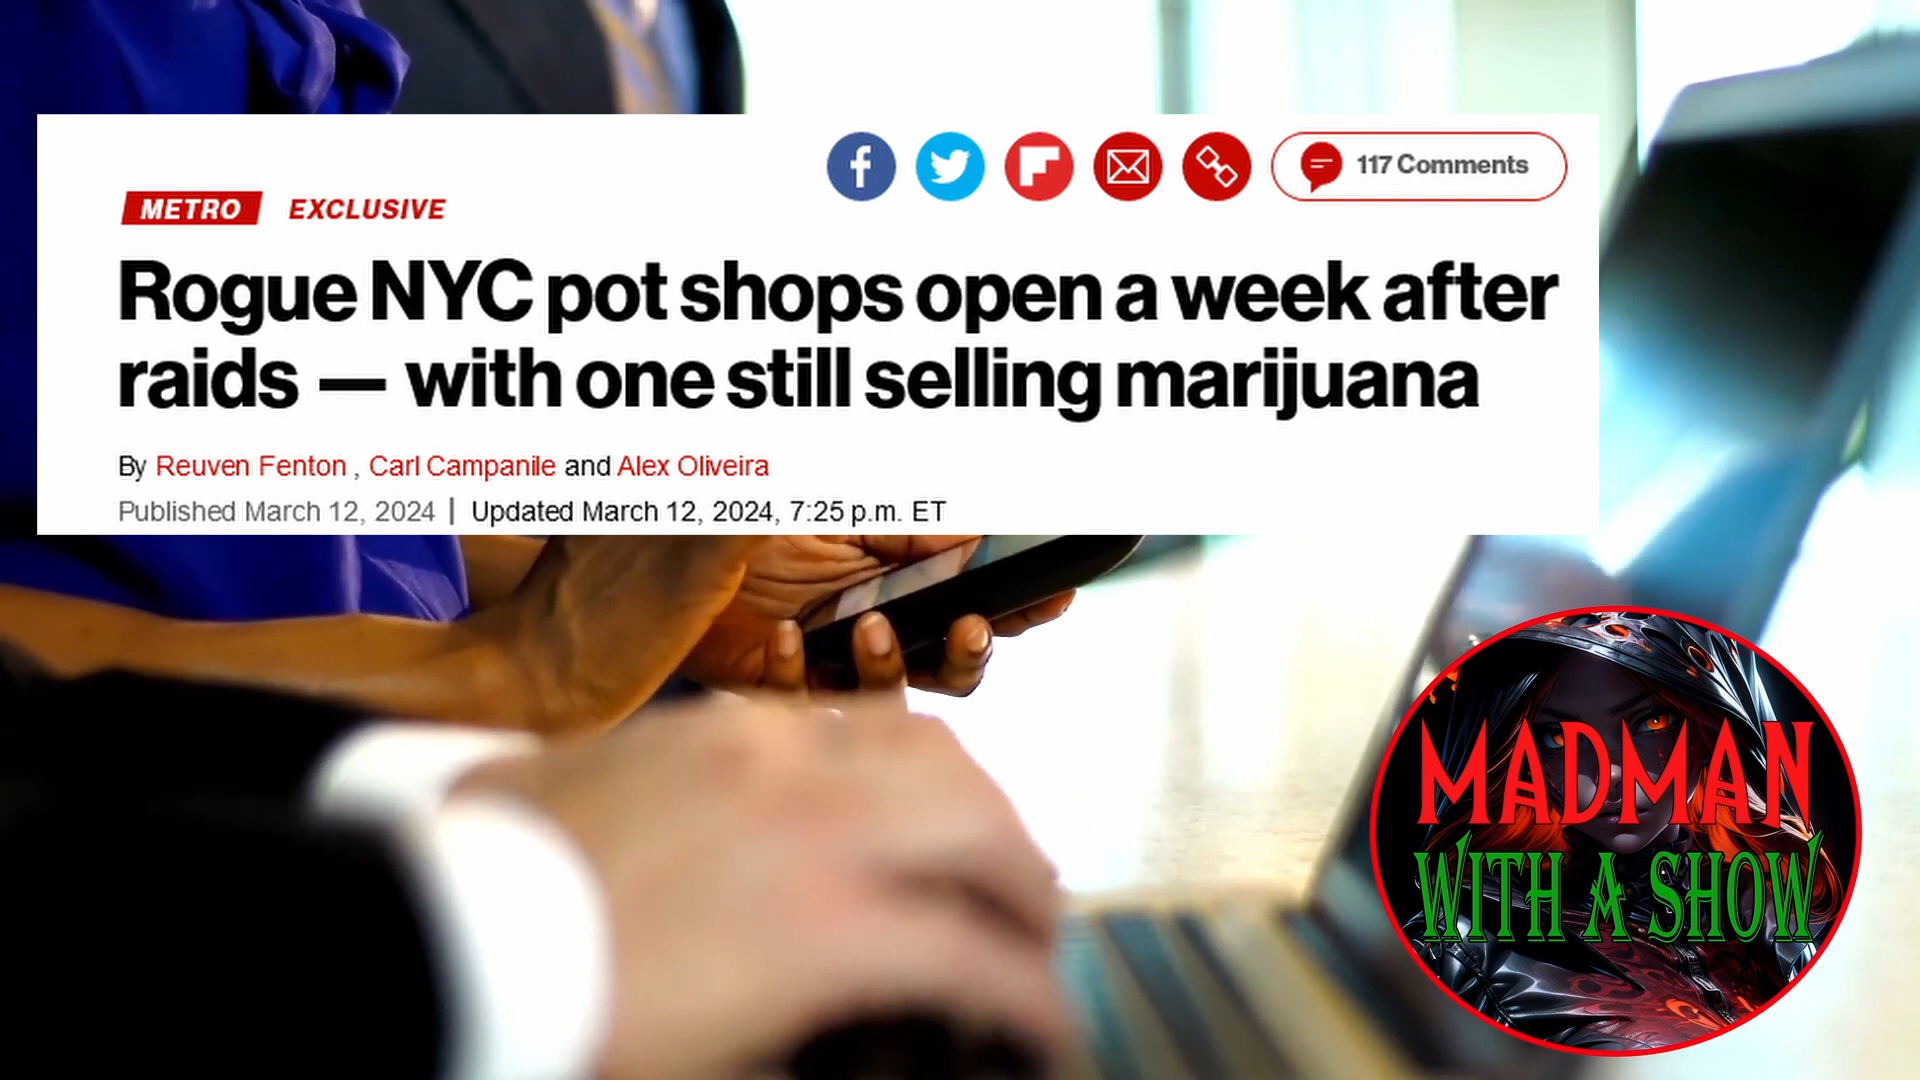 117 Comments
METRO EXCLUSIVE
Rogue NYC pot shops open a week after
raids — with one still selling marijuana
By Reuven Fenton , Carl Campanile and Alex Oliveira
Published March 12, 2024 | Updated March 12, 2024, 7:25 p.m. ET
MADMAN
WITH A SHOW